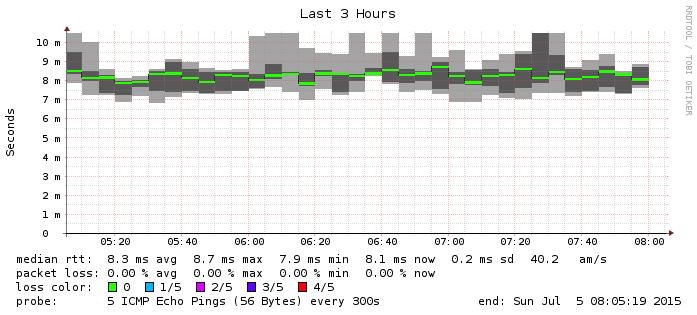 Last 3 Hours
RRDTOOL / TOBI OETIKER
Seconds
10 m
9 m
8 m
7 m
6 m
5 m
4 m
3 m
2 m
1 m
0
05:20 05:40 06:00 06:20 06:40 07:00 07:20 07:40 08:00
median rtt: 8.3 ms avg 8.7 ms max 7.9 ms min 8.1 ms now 0.2 ms sd 40.2 am/s
packet loss: 0.00 % avg 0.00 % max 0.00 % min 0.00 % now
loss color: 0 1/5 2/5 3/5 4/5
probe: 5 ICMP Echo Pings (56 Bytes) every 300s end: Sun Jul 5 08:05:19 2015